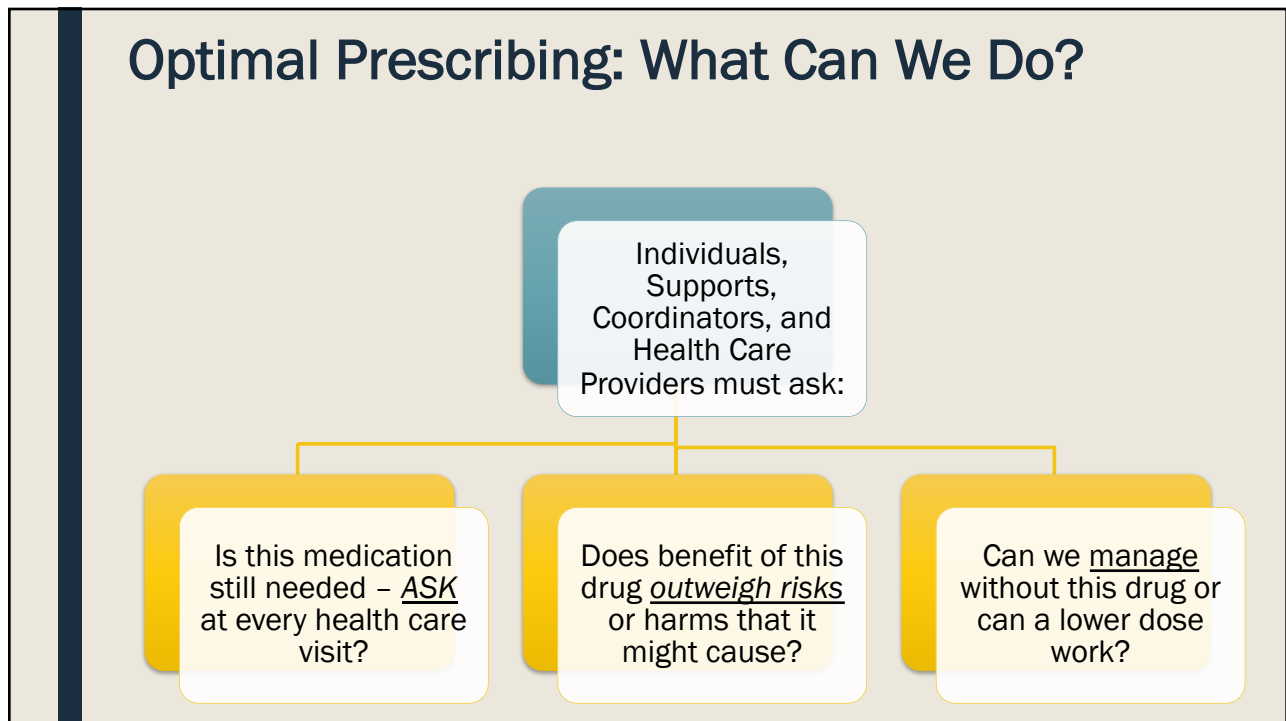 Optimal Prescribing: What Can We Do?
Individuals,
Supports,
Coordinators, and
Health Care
Providers must ask:
Is this medication
still needed – ASK
at every health care
visit?
Does benefit of this
drug outweigh risks
or harms that it
might cause?
Can we manage
without this drug or
can a lower dose
work?